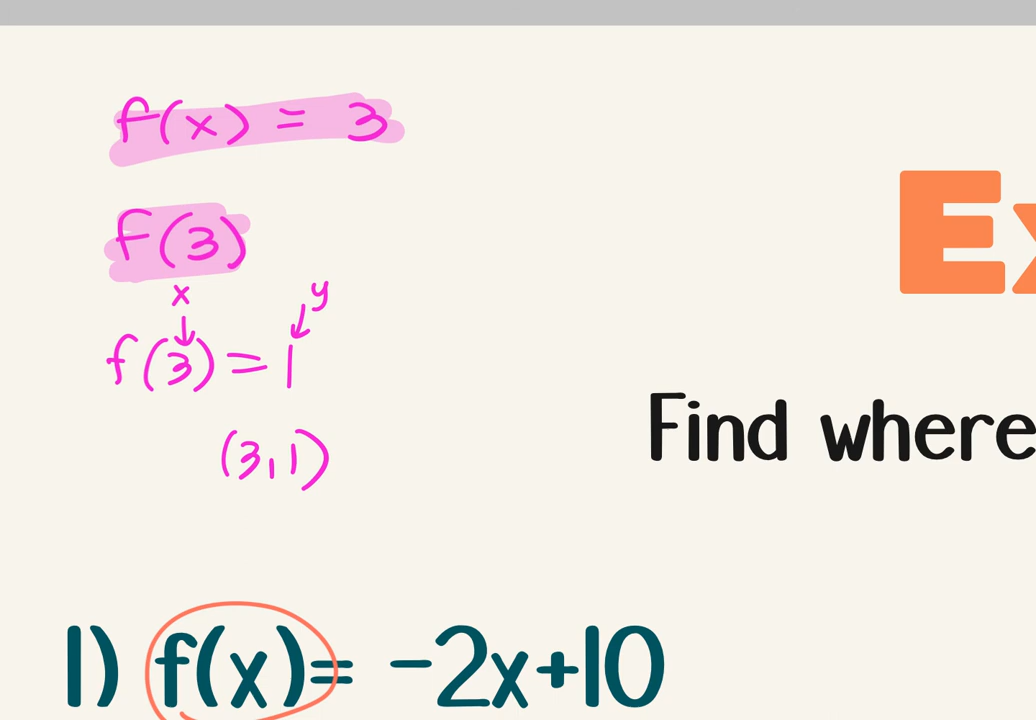 f(x) = 3
f(3)
x y
f(3) = 1
(3,1)
Find where
1) f(x)= -2x+10